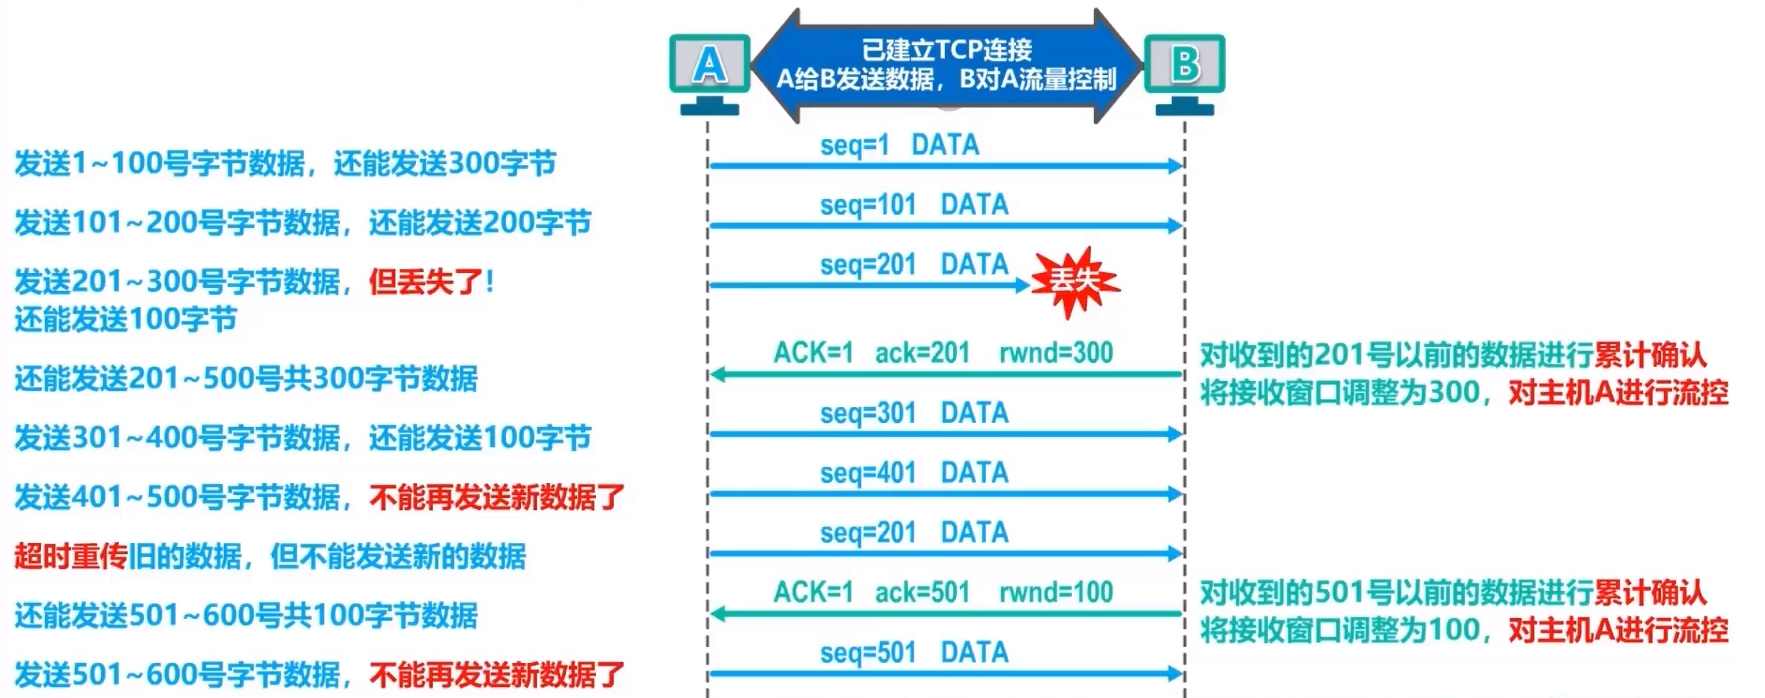 A
已建立TCP连接
A给B发送数据，B对A流量控制
B
发送1~100号字节数据，还能发送300字节
seq=1 DATA
发送101~200号字节数据，还能发送200字节
seq=101 DATA
发送201~300号字节数据，但丢失了！
还能发送100字节
seq=201 DATA
丢失
还能发送201~500号共300字节数据
ACK=1 ack=201 rwnd=300
对收到的201号以前的数据进行累计确认
将接收窗口调整为300，对主机A进行流控
发送301~400号字节数据，还能发送100字节
seq=301 DATA
发送401~500号字节数据，不能再发送新数据了
seq=401 DATA
超时重传旧的数据，但不能发送新的数据
seq=201 DATA
还能发送501~600号共100字节数据
ACK=1 ack=501 rwnd=100
对收到的501号以前的数据进行累计确认
将接收窗口调整为100，对主机A进行流控
发送501~600号字节数据，不能再发送新数据了
seq=501 DATA